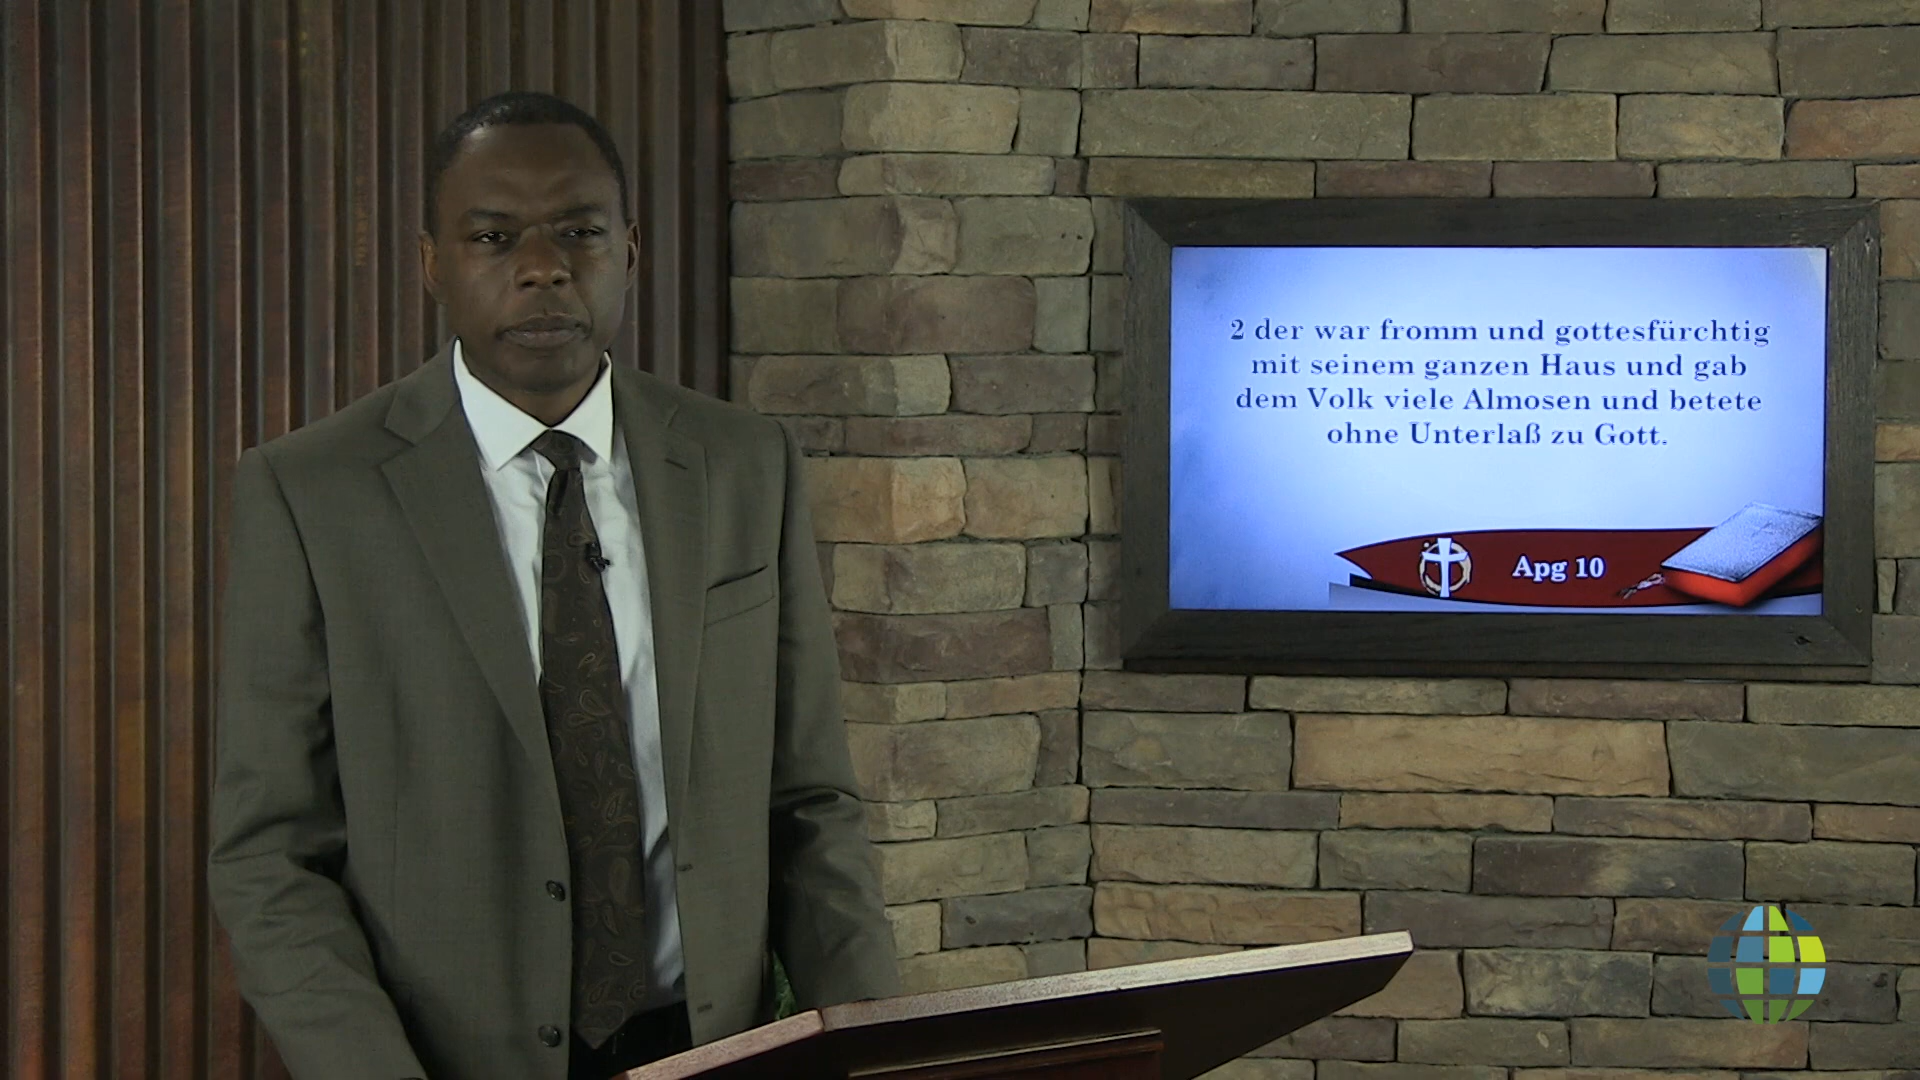 2 der war fromm und gottesfürchtig
mit seinem ganzen Haus und gab
dem Volk viele Almosen und betete
ohne Unterlaß zu Gott.
Apg 10